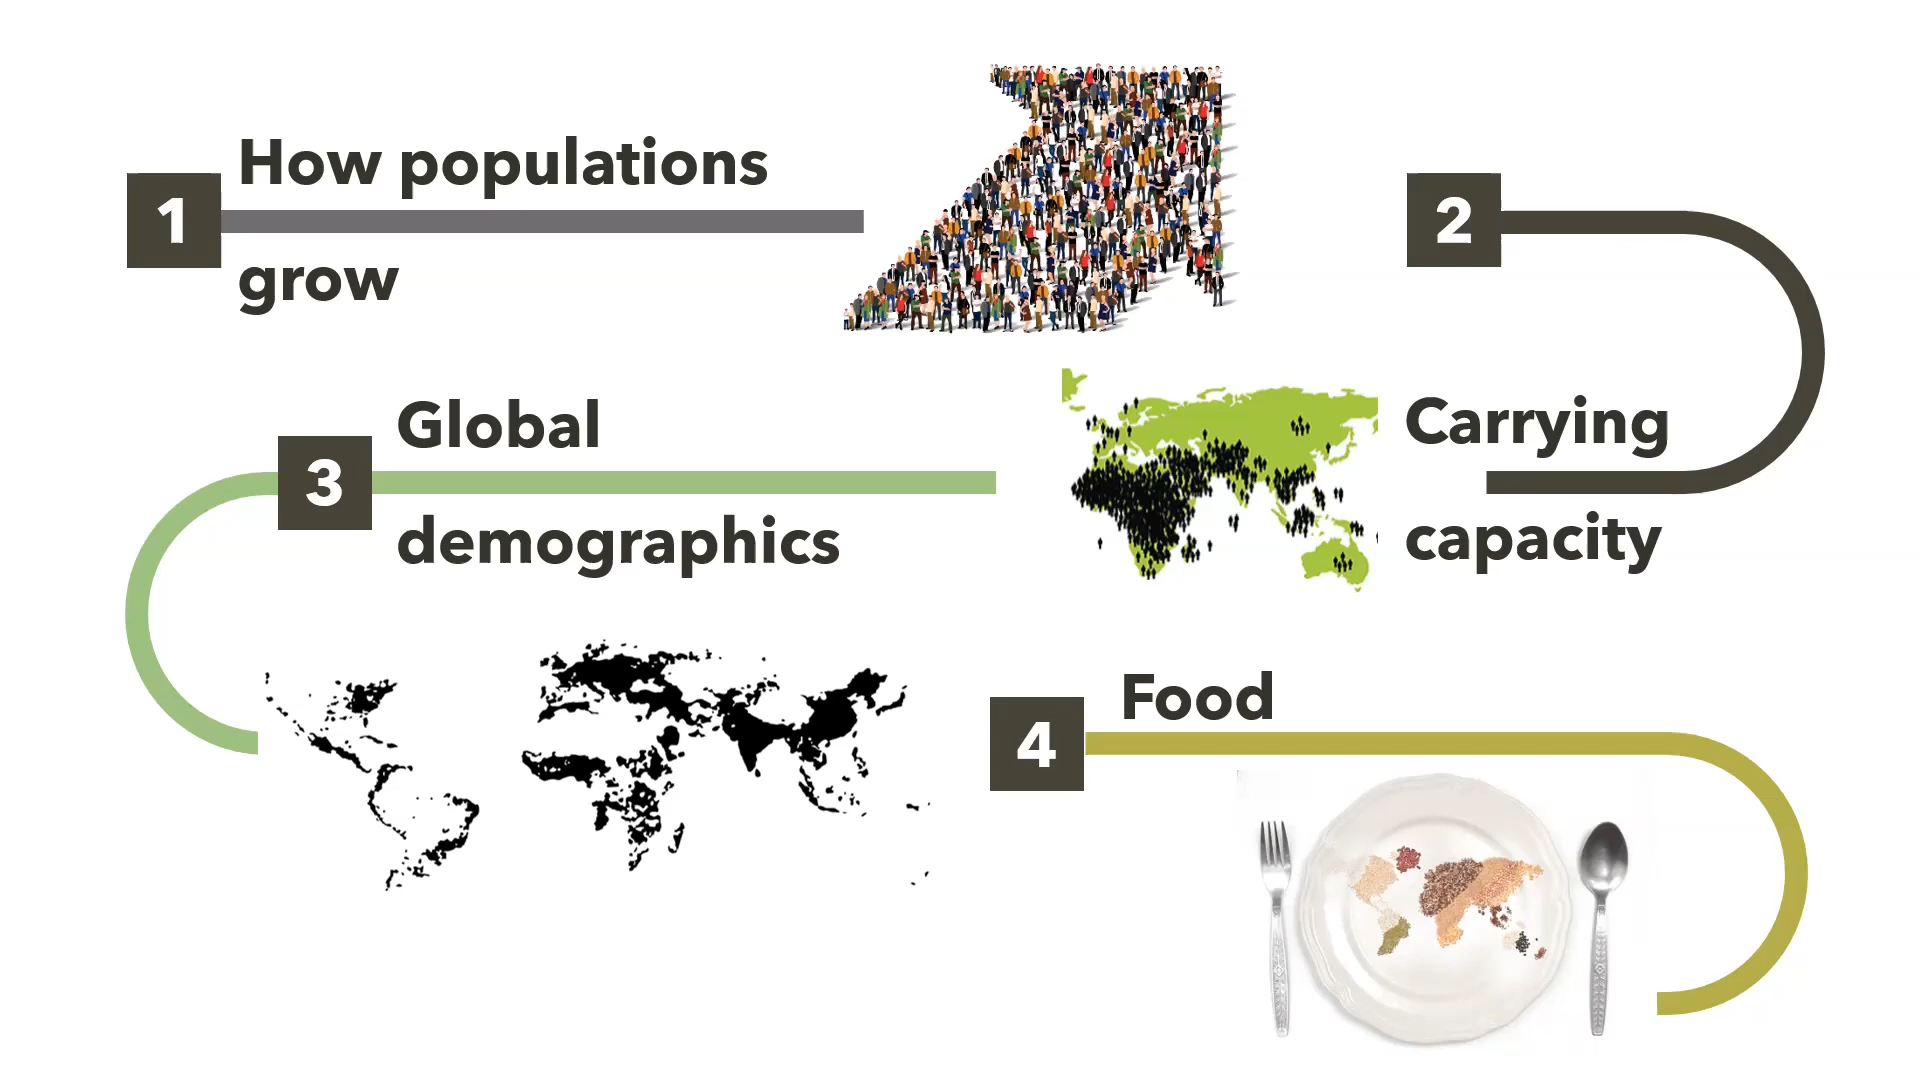 1
How populations
grow
2
Carrying
capacity
3
Global
demographics
4
Food